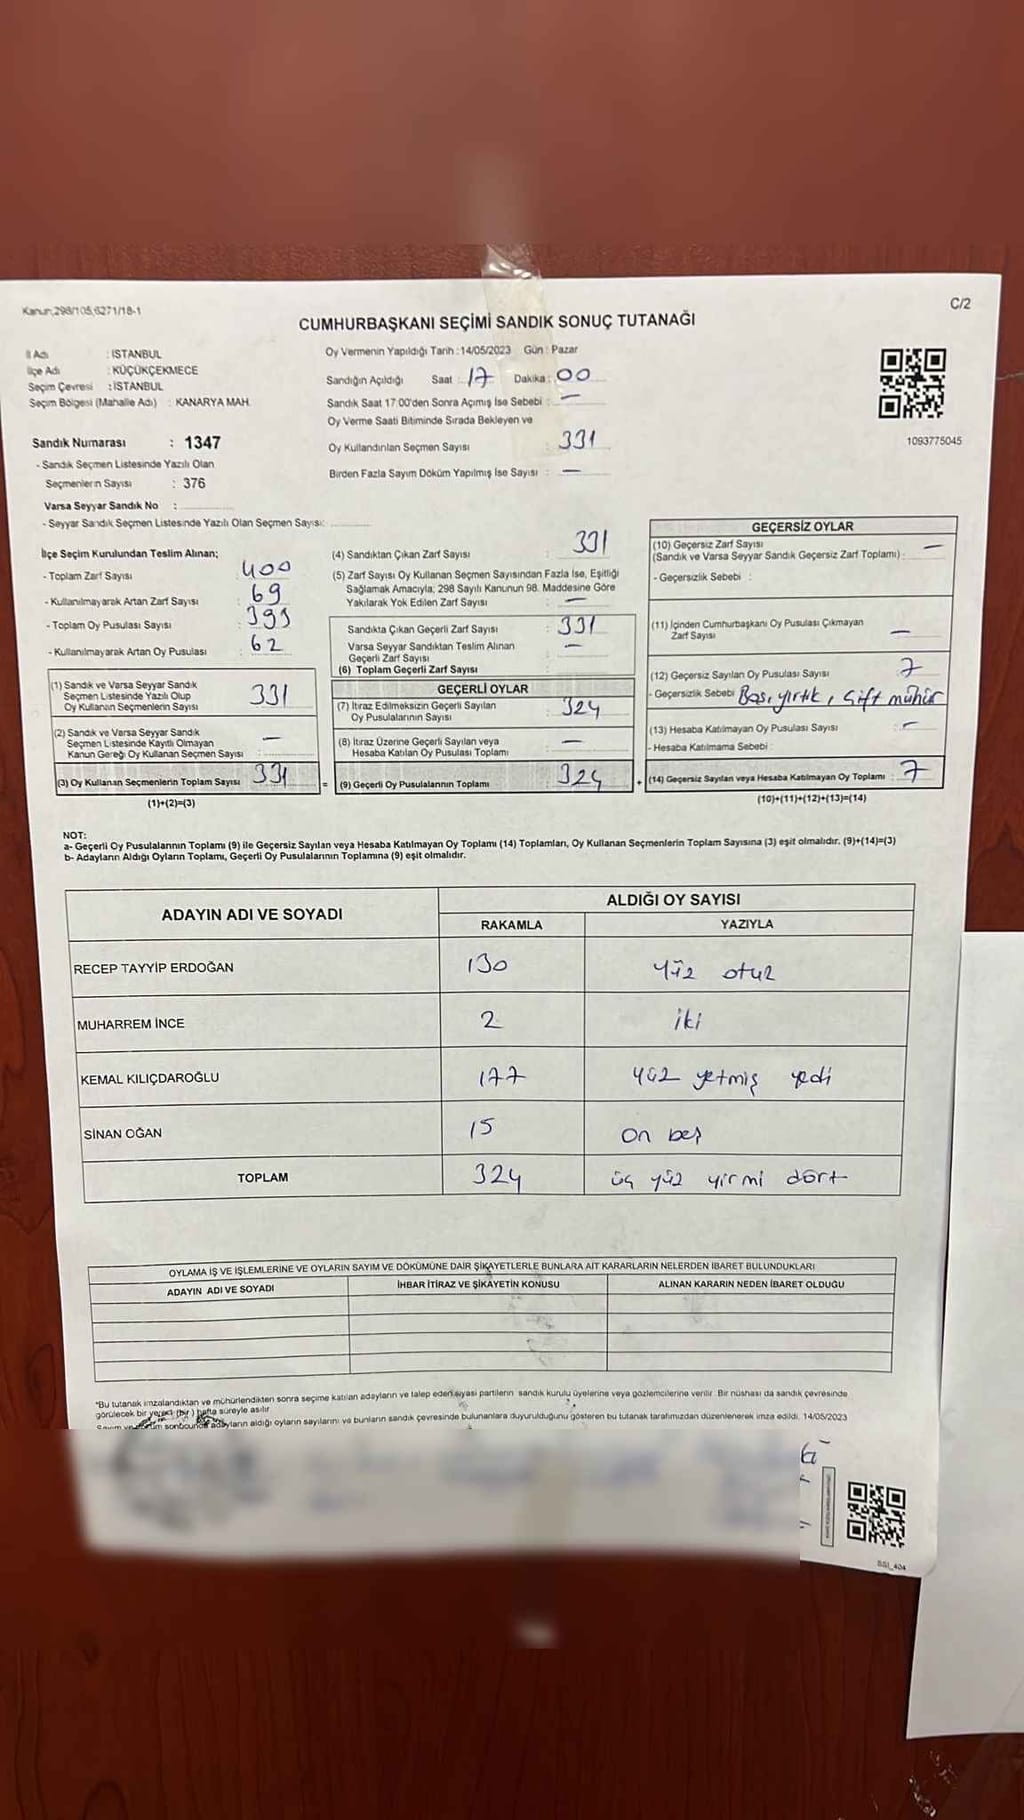 Kanun;298/105,6271/18-1
C/2
CUMHURBAŞKANI SEÇİMİ SANDIK SONUÇ TUTANAĞI
İl Adı : İSTANBUL
İlçe Adı : KÜÇÜKÇEKMECE
Seçim Çevresi : İSTANBUL
Seçim Bölgesi (Mahalle Adı) : KANARYA MAH.
Oy Vermenin Yapıldığı Tarih :14/05/2023 Gün : Pazar
Sandığın Açıldığı Saat : 17 Dakika : 00
Sandık Saat 17:00'den Sonra Açımış İse Sebebi : —
Oy Verme Saati Bitiminde Sırada Bekleyen ve
Oy Kullandırılan Seçmen Sayısı : 331
Birden Fazla Sayım Döküm Yapılmış İse Sayısı : —
1093775045
Sandık Numarası : 1347
- Sandık Seçmen Listesinde Yazılı Olan
Seçmenlerin Sayısı : 376
Varsa Seyyar Sandık No :
- Seyyar Sandık Seçmen Listesinde Yazılı Olan Seçmen Sayısı:
İlçe Seçim Kurulundan Teslim Alınan;
- Toplam Zarf Sayısı : 400
- Kullanılmayarak Artan Zarf Sayısı : 69
- Toplam Oy Pusulası Sayısı : 393
- Kullanılmayarak Artan Oy Pusulası : 62
(1) Sandık ve Varsa Seyyar Sandık
Seçmen Listesinde Yazılı Olup
Oy Kullanan Seçmenlerin Sayısı : 331
(2) Sandık ve Varsa Seyyar Sandık
Seçmen Listesinde Kayıtlı Olmayan
Kanun Gereği Oy Kullanan Seçmen Sayısı : —
(3) Oy Kullanan Seçmenlerin Toplam Sayısı : 331
(1)+(2)=(3)
(4) Sandıktan Çıkan Zarf Sayısı : 331
(5) Zarf Sayısı Oy Kullanan Seçmen Sayısından Fazla İse, Eşitliği
Sağlamak Amacıyla; 298 Sayılı Kanunun 98. Maddesine Göre
Yakılarak Yok Edilen Zarf Sayısı : —
Sandıkta Çıkan Geçerli Zarf Sayısı : 331
Varsa Seyyar Sandıktan Teslim Alınan
Geçerli Zarf Sayısı : —
(6) Toplam Geçerli Zarf Sayısı :
GEÇERLİ OYLAR
(7) İtiraz Edilmeksizin Geçerli Sayılan
Oy Pusulalarının Sayısı : 324
(8) İtiraz Üzerine Geçerli Sayılan veya
Hesaba Katılan Oy Pusulası Toplamı : —
= (9) Geçerli Oy Pusulalarının Toplamı : 324
GEÇERSİZ OYLAR
(10) Geçersiz Zarf Sayısı
(Sandık ve Varsa Seyyar Sandık Geçersiz Zarf Toplamı) : —
- Geçersizlik Sebebi :
(11) İçinden Cumhurbaşkanı Oy Pusulası Çıkmayan
Zarf Sayısı : —
(12) Geçersiz Sayılan Oy Pusulası Sayısı : 7
- Geçersizlik Sebebi : Boş, yırtık, Çift mühür
(13) Hesaba Katılmayan Oy Pusulası Sayısı : —
- Hesaba Katılmama Sebebi :
+ (14) Geçersiz Sayılan veya Hesaba Katılmayan Oy Toplamı : 7
(10)+(11)+(12)+(13)=(14)
NOT:
a- Geçerli Oy Pusulalarının Toplamı (9) ile Geçersiz Sayılan veya Hesaba Katılmayan Oy Toplamı (14) Toplamları, Oy Kullanan Seçmenlerin Toplam Sayısına (3) eşit olmalıdır. (9)+(14)=(3)
b- Adayların Aldığı Oyların Toplamı, Geçerli Oy Pusulalarının Toplamına (9) eşit olmalıdır.
ADAYIN ADI VE SOYADI
ALDIĞI OY SAYISI
RAKAMLA YAZIYLA
RECEP TAYYİP ERDOĞAN 130 yüz otuz
MUHARREM İNCE 2 iki
KEMAL KILIÇDAROĞLU 177 yüz yetmiş yedi
SİNAN OĞAN 15 on beş
TOPLAM 324 üç yüz yirmi dört
OYLAMA İŞ VE İŞLEMLERİNE VE OYLARIN SAYIM VE DÖKÜMÜNE DAİR ŞİKAYETLERLE BUNLARA AİT KARARLARIN NELERDEN İBARET BULUNDUKLARI
ADAYIN ADI VE SOYADI İHBAR İTİRAZ VE ŞİKAYETİN KONUSU ALINAN KARARIN NEDEN İBARET OLDUĞU
*Bu tutanak imzalandıktan ve mühürlendikten sonra seçime katılan adayların ve talep eden siyasi partilerin sandık kurulu üyelerine veya gözlemcilerine verilir. Bir nüshası da sandık çevresinde
görülecek bir yere (bir ) hafta süreyle asılır
adayların aldığı oyların sayılarını ve bunların sandık çevresinde bulunanlara duyurulduğunu gösteren bu tutanak tarafımızdan düzenlenerek imza edildi. 14/05/2023
SSİ_404